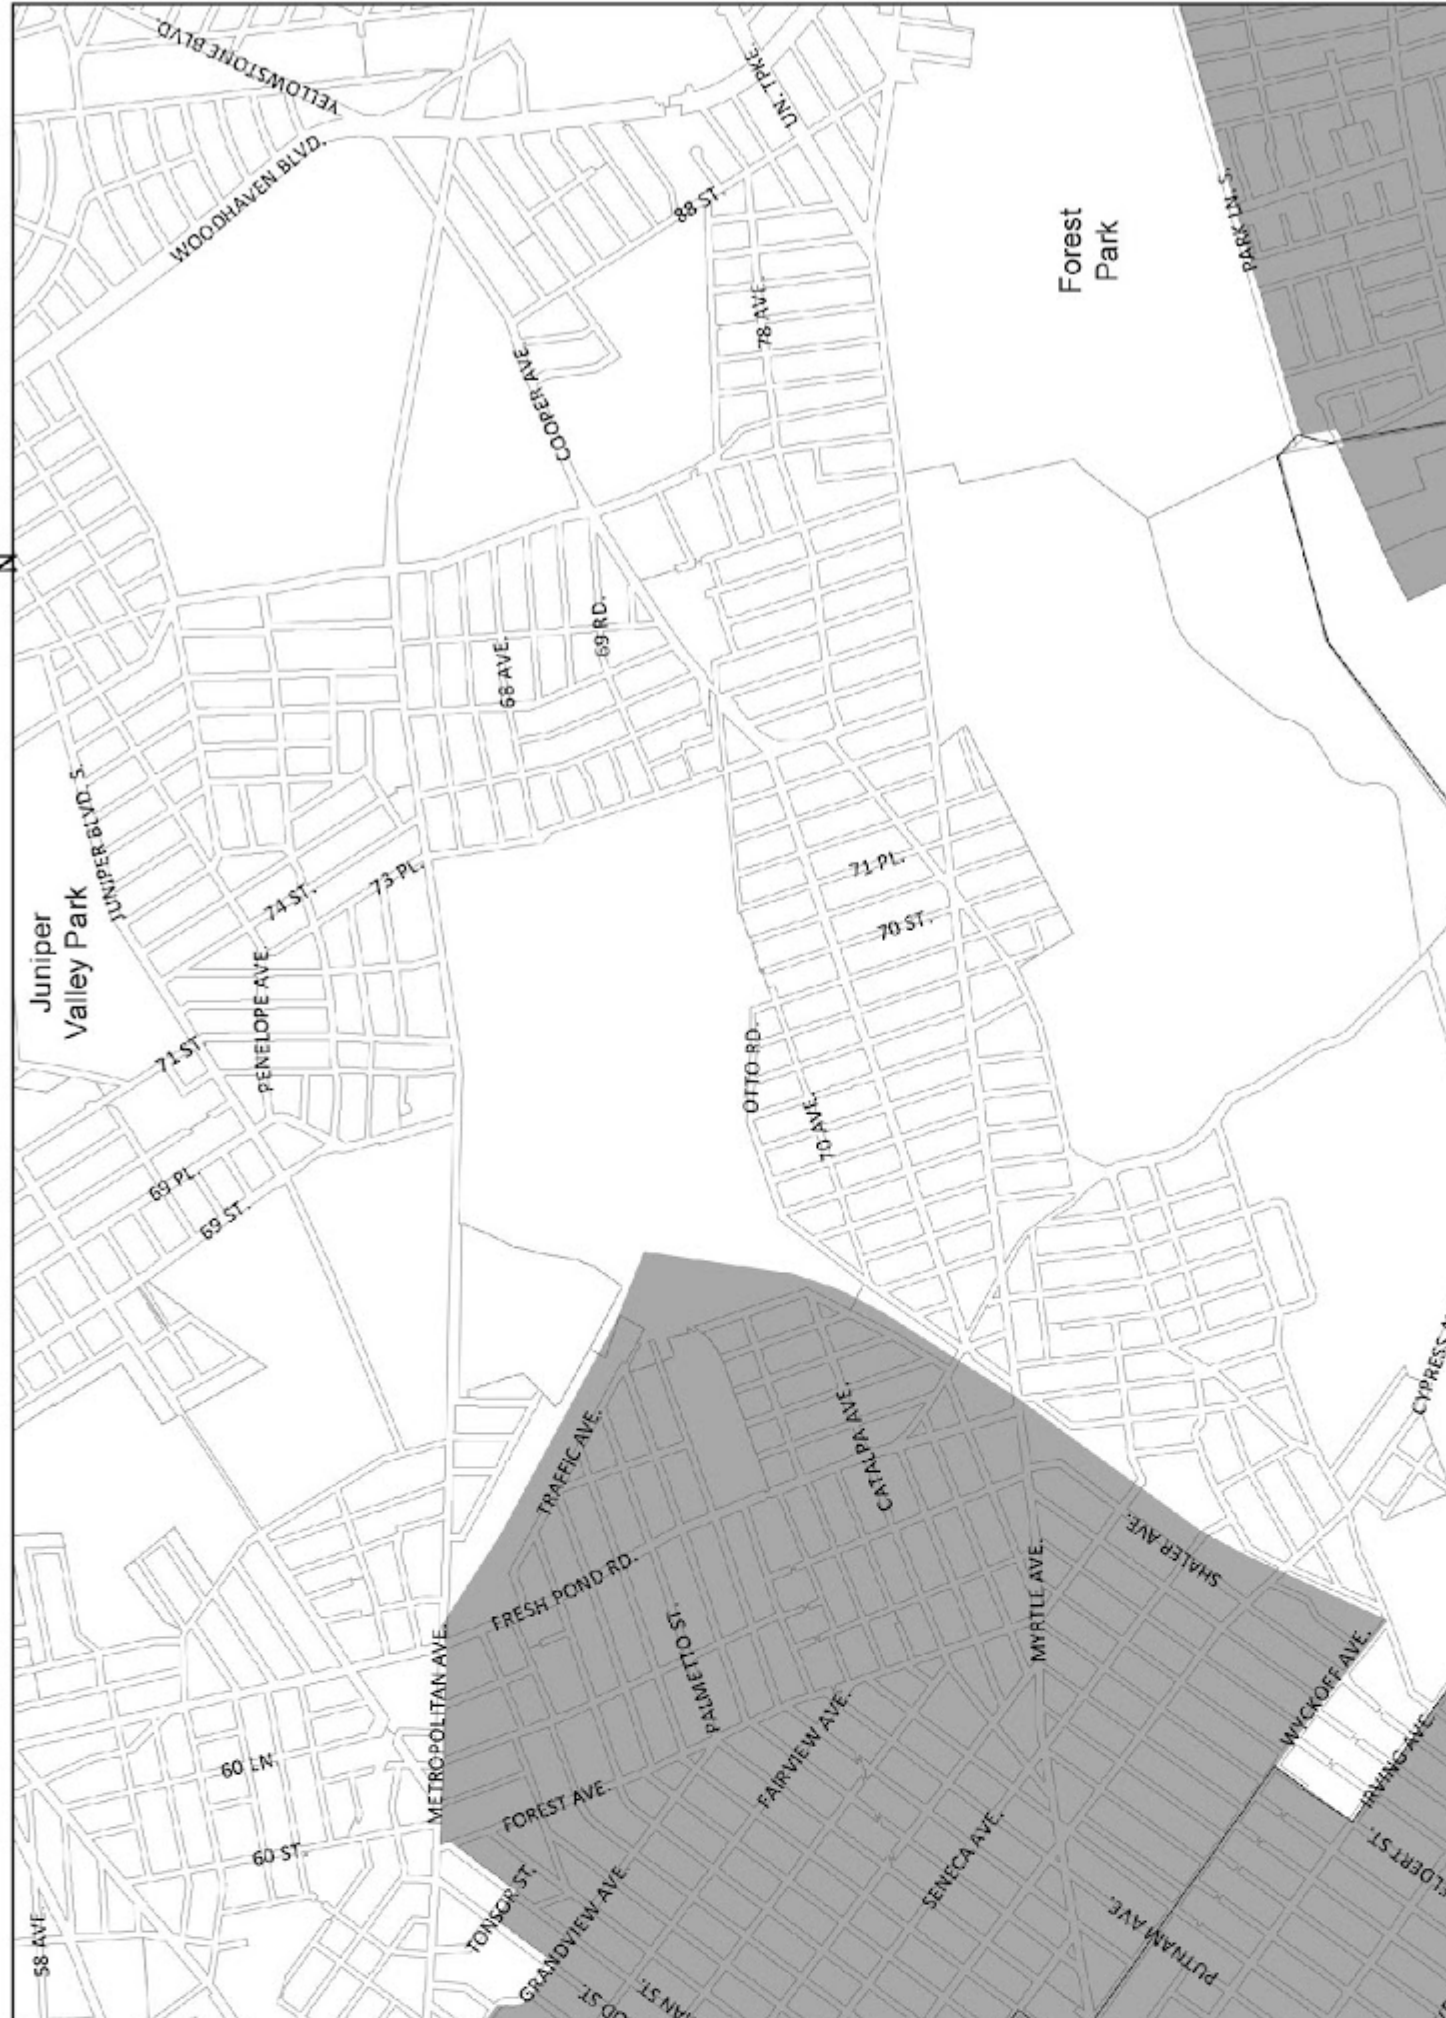 YELLOWSTONE BLVD.
UN. TPKE.
WOODHAVEN BLVD.
88 ST.
PARK LN. S.
Forest
Park
78 AVE.
COOPER AVE.
N
69 RD.
68 AVE.
JUNIPER BLVD. S.
Juniper
Valley Park
74 ST.
73 PL.
71 PL.
70 ST.
PENELOPE AVE.
71 ST
OTTO RD.
70 AVE.
69 PL.
69 ST.
CYPRESS
TRAFFIC AVE.
CATALPA AVE.
FRESH POND RD.
SHALER AVE.
MYRTLE AVE.
PALMETTO ST.
METROPOLITAN AVE.
WYCKOFF AVE.
FAIRVIEW AVE.
60 LN
FOREST AVE.
IRVING AVE.
60 ST.
SENECA AVE.
TONSOR ST.
GRANDVIEW AVE.
PUTNAM AVE.
58 AVE.